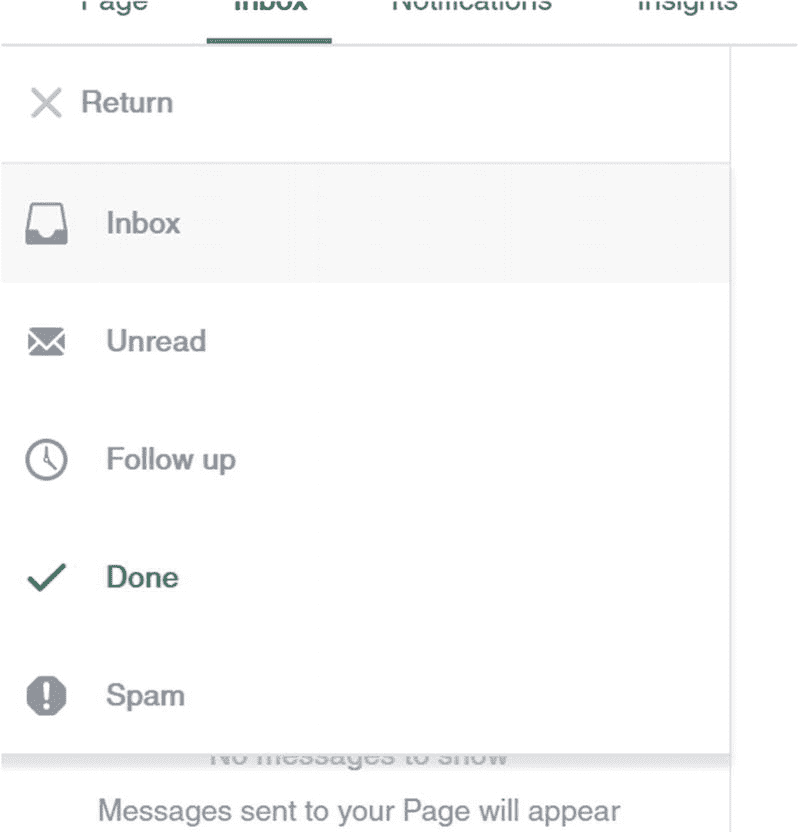 Page Inbox Notifications Insights
Return
Inbox
Unread
Follow up
Done
Spam
No messages to show
Messages sent to your Page will appear